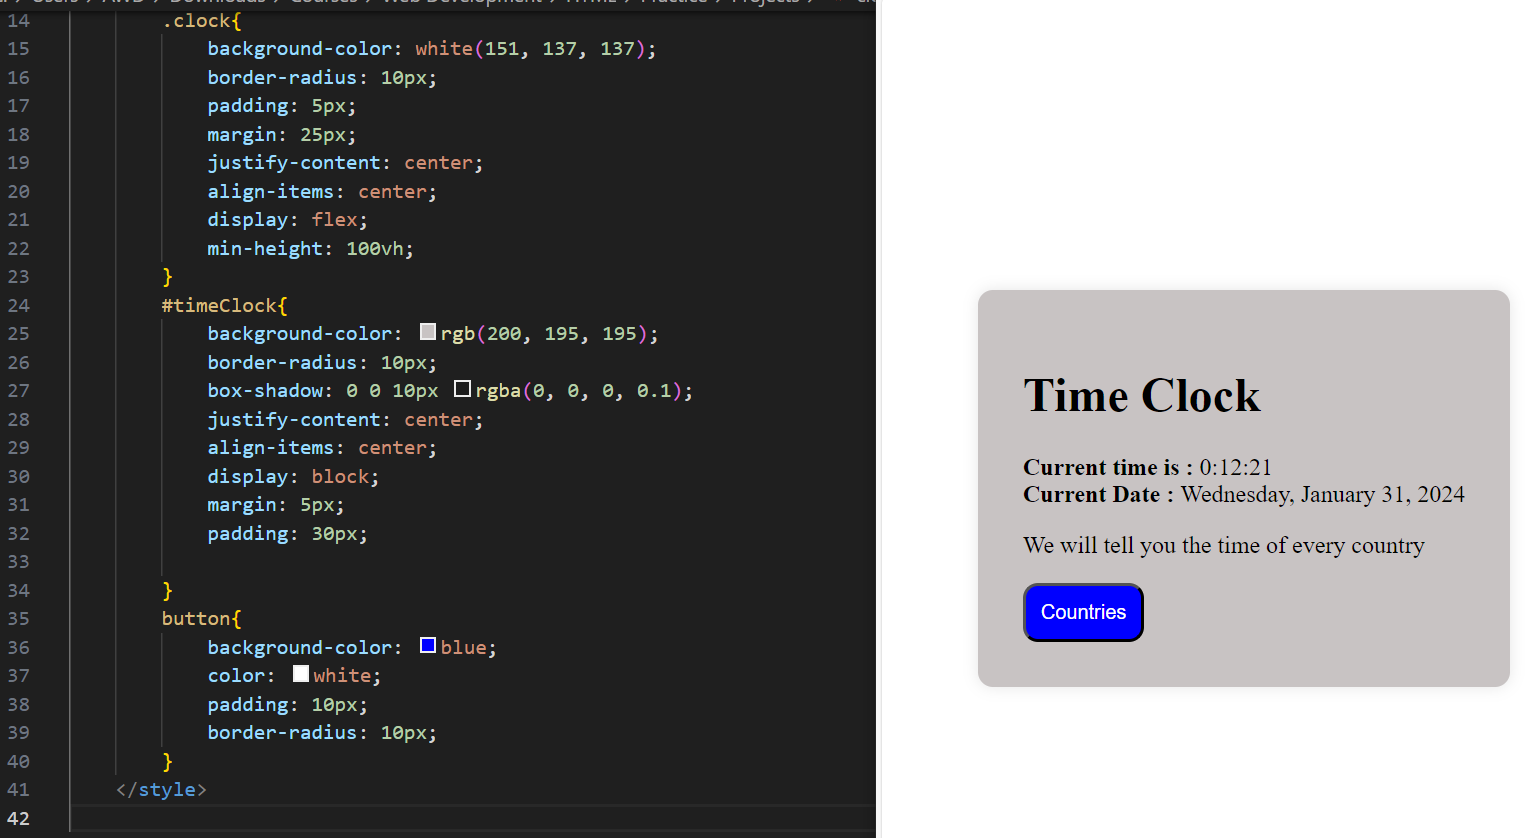 14 .clock{
15 background-color: white(151, 137, 137);
16 border-radius: 10px;
17 padding: 5px;
18 margin: 25px;
19 justify-content: center;
20 align-items: center;
21 display: flex;
22 min-height: 100vh;
23 }
24 #timeClock{
25 background-color: rgb(200, 195, 195);
26 border-radius: 10px;
27 box-shadow: 0 0 10px rgba(0, 0, 0, 0.1);
28 justify-content: center;
29 align-items: center;
30 display: block;
31 margin: 5px;
32 padding: 30px;
33
34 }
35 button{
36 background-color: blue;
37 color: white;
38 padding: 10px;
39 border-radius: 10px;
40 }
41 </style>
42
Time Clock
Current time is : 0:12:21
Current Date : Wednesday, January 31, 2024
We will tell you the time of every country
Countries